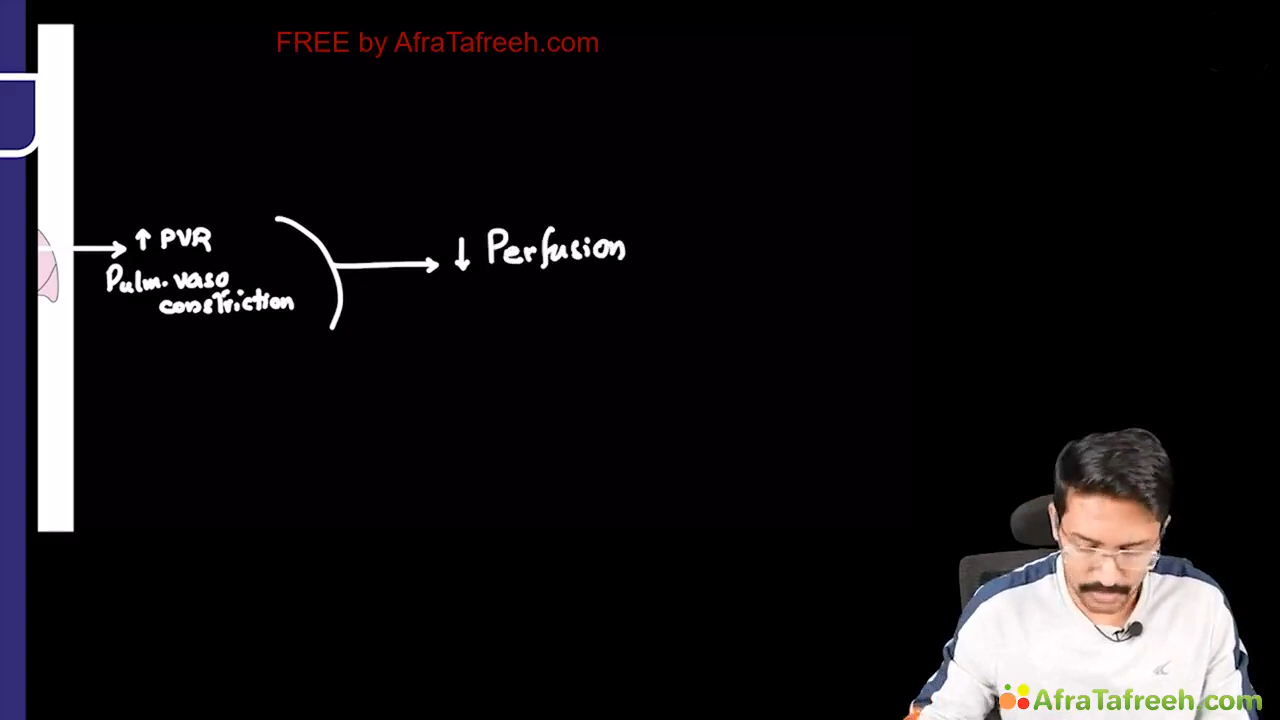 FREE by AfraTafreeh.com
↑ PVR
Pulm. vaso
constriction
↓ Perfusion
AfraTafreeh.com